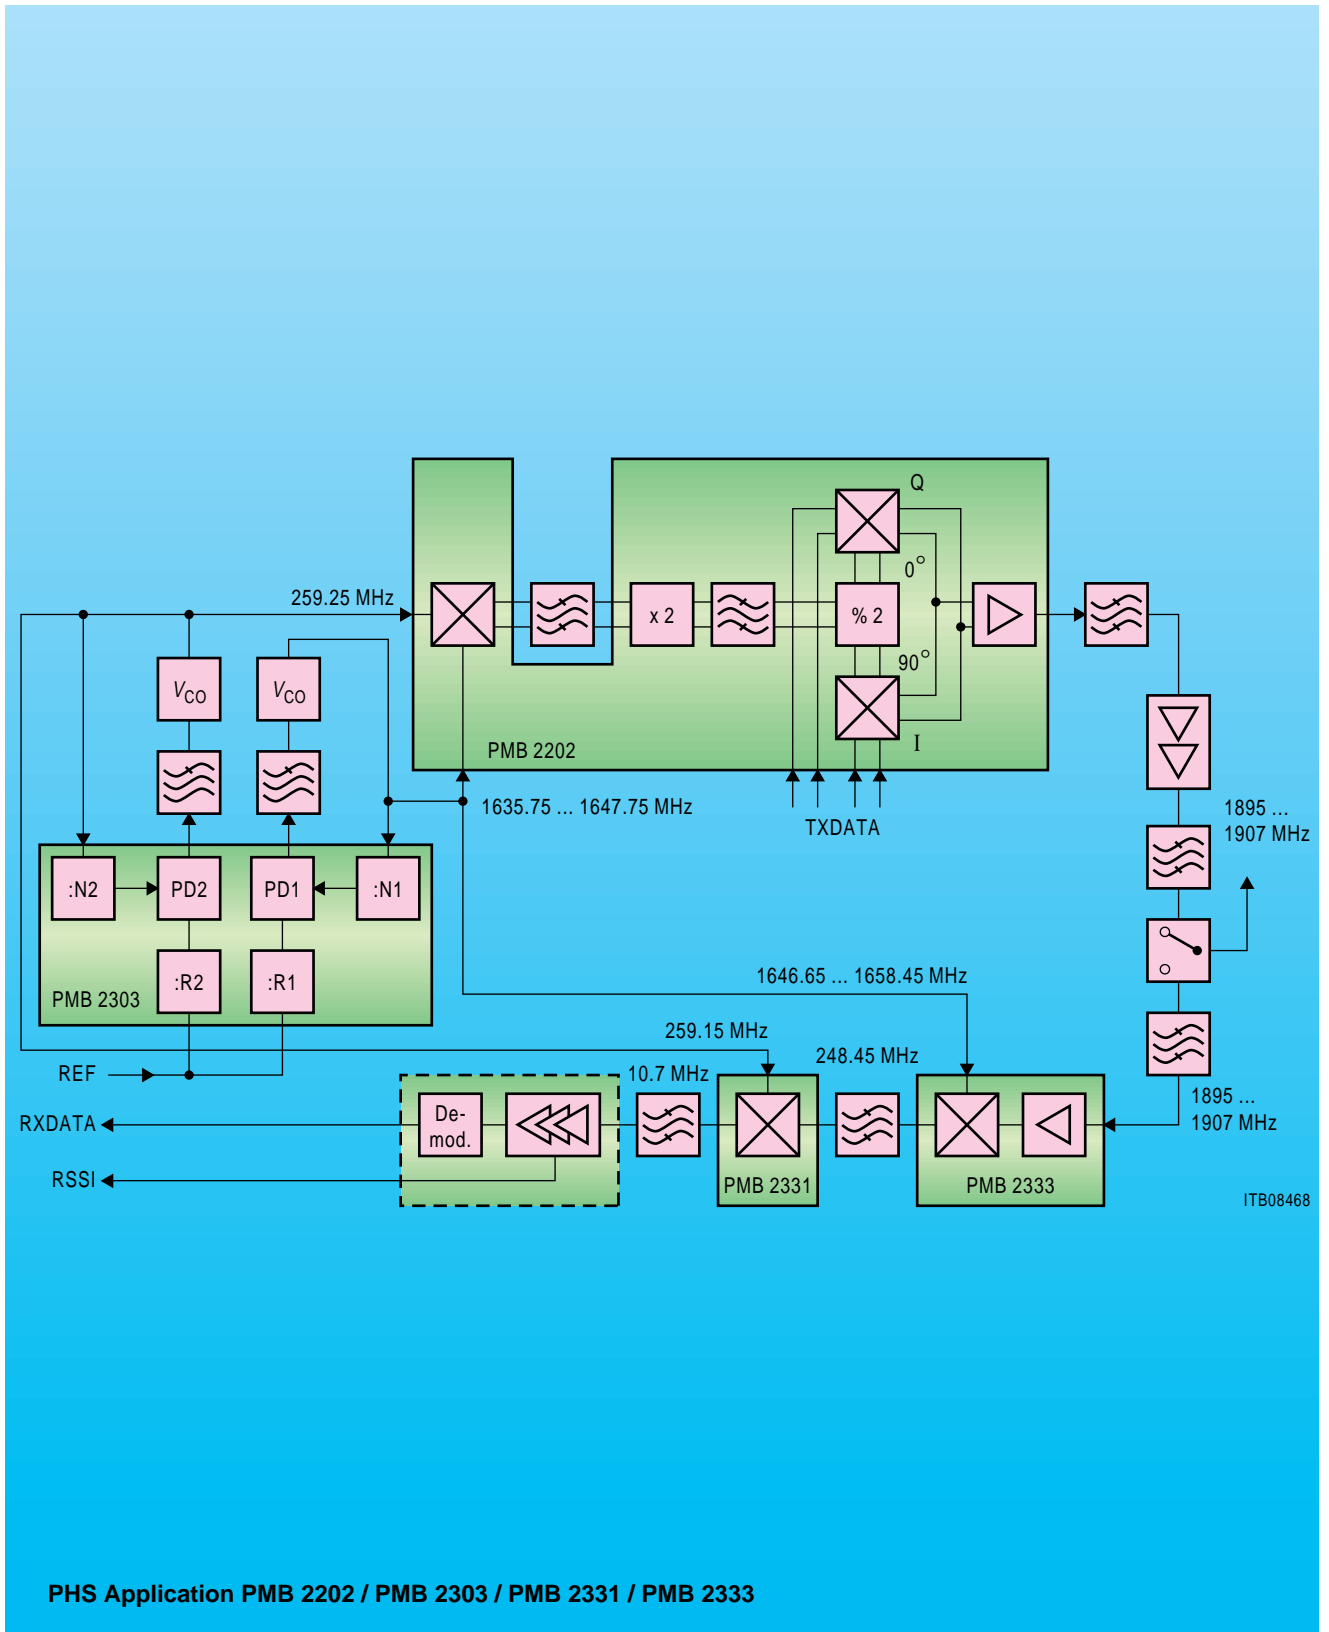 Q
0°
259.25 MHz
x 2
% 2
90°
VCO
VCO
I
PMB 2202
1635.75 ... 1647.75 MHz
TXDATA
1895 ...
1907 MHz
:N2
PD2
PD1
:N1
:R2
:R1
PMB 2303
1646.65 ... 1658.45 MHz
259.15 MHz
248.45 MHz
REF
10.7 MHz
1895 ...
1907 MHz
RXDATA
De-
mod.
RSSI
PMB 2331
PMB 2333
ITB08468
PHS Application PMB 2202 / PMB 2303 / PMB 2331 / PMB 2333